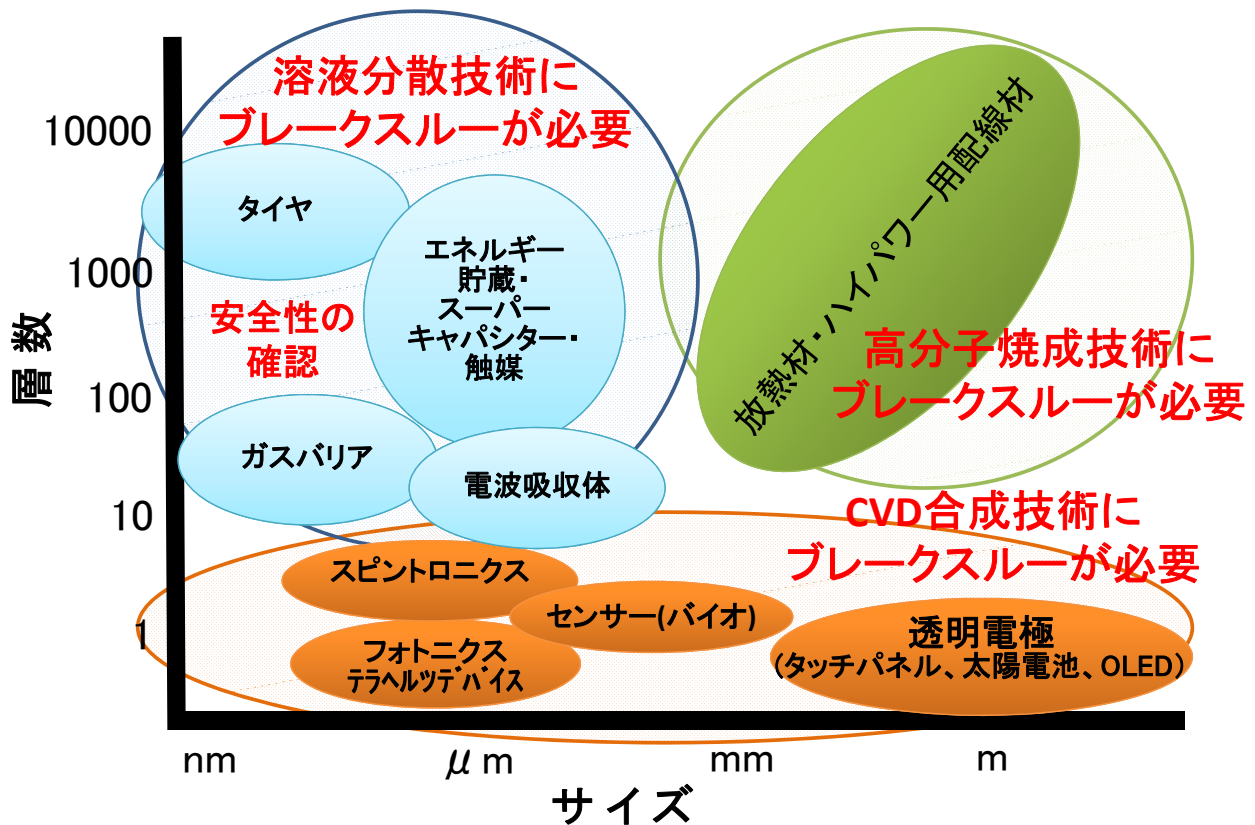 溶液分散技術に
ブレークスルーが必要
10000
タイヤ
エネルギー
貯蔵・
スーパー
キャパシター・
触媒
放熱材・ハイパワー用配線材
1000
安全性の
確認
層数
高分子焼成技術に
ブレークスルーが必要
100
ガスバリア
電波吸収体
10
CVD合成技術に
ブレークスルーが必要
スピントロニクス
センサー(バイオ)
1
フォトニクス
テラヘルツデバイス
透明電極
(タッチパネル、太陽電池、OLED)
nm
μm
mm
m
サイズ